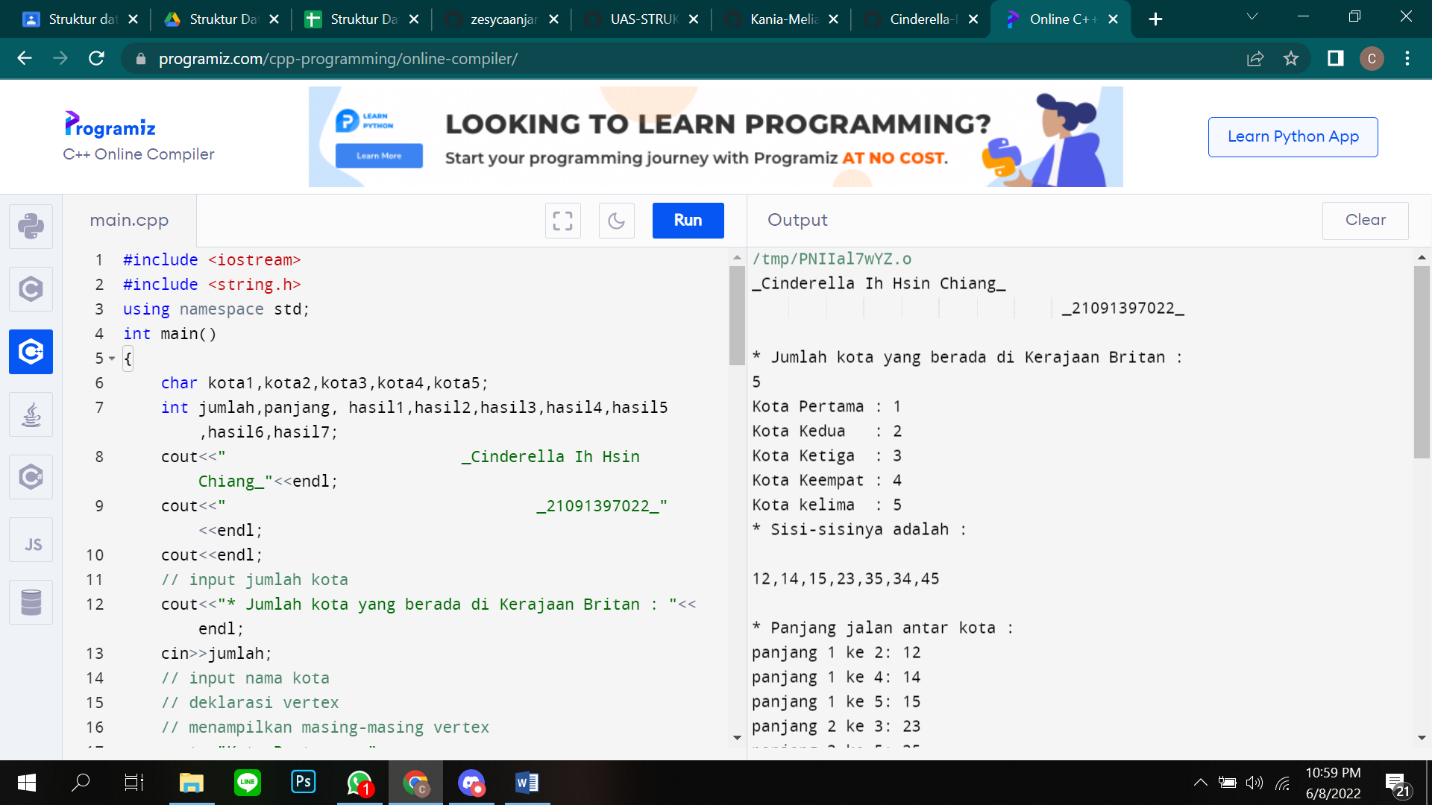 Struktur dat
Struktur Dat
Struktur Da
zesycaanjar
UAS-STRUK
Kania-Melia
Cinderella-
Online C++
programiz.com/cpp-programming/online-compiler/
C
Programiz
C++ Online Compiler
LEARN
PYTHON
Learn More
LOOKING TO LEARN PROGRAMMING?
Start your programming journey with Programiz AT NO COST.
Learn Python App
main.cpp
Run
Output
Clear
JS
1 #include <iostream>
2 #include <string.h>
3 using namespace std;
4 int main()
5 {
6 char kota1,kota2,kota3,kota4,kota5;
7 int jumlah,panjang, hasil1,hasil2,hasil3,hasil4,hasil5
,hasil6,hasil7;
8 cout<<" _Cinderella Ih Hsin
Chiang_"<<endl;
9 cout<<" _21091397022_"
<<endl;
10 cout<<endl;
11 // input jumlah kota
12 cout<<"* Jumlah kota yang berada di Kerajaan Britan : "<<
endl;
13 cin>>jumlah;
14 // input nama kota
15 // deklarasi vertex
16 // menampilkan masing-masing vertex
/tmp/PNIIal7wYZ.o
_Cinderella Ih Hsin Chiang_
_21091397022_
* Jumlah kota yang berada di Kerajaan Britan :
5
Kota Pertama : 1
Kota Kedua : 2
Kota Ketiga : 3
Kota Keempat : 4
Kota kelima : 5
* Sisi-sisinya adalah :
12,14,15,23,35,34,45
* Panjang jalan antar kota :
panjang 1 ke 2: 12
panjang 1 ke 4: 14
panjang 1 ke 5: 15
panjang 2 ke 3: 23
LINE
Ps
1
C
W
10:59 PM
6/8/2022
21